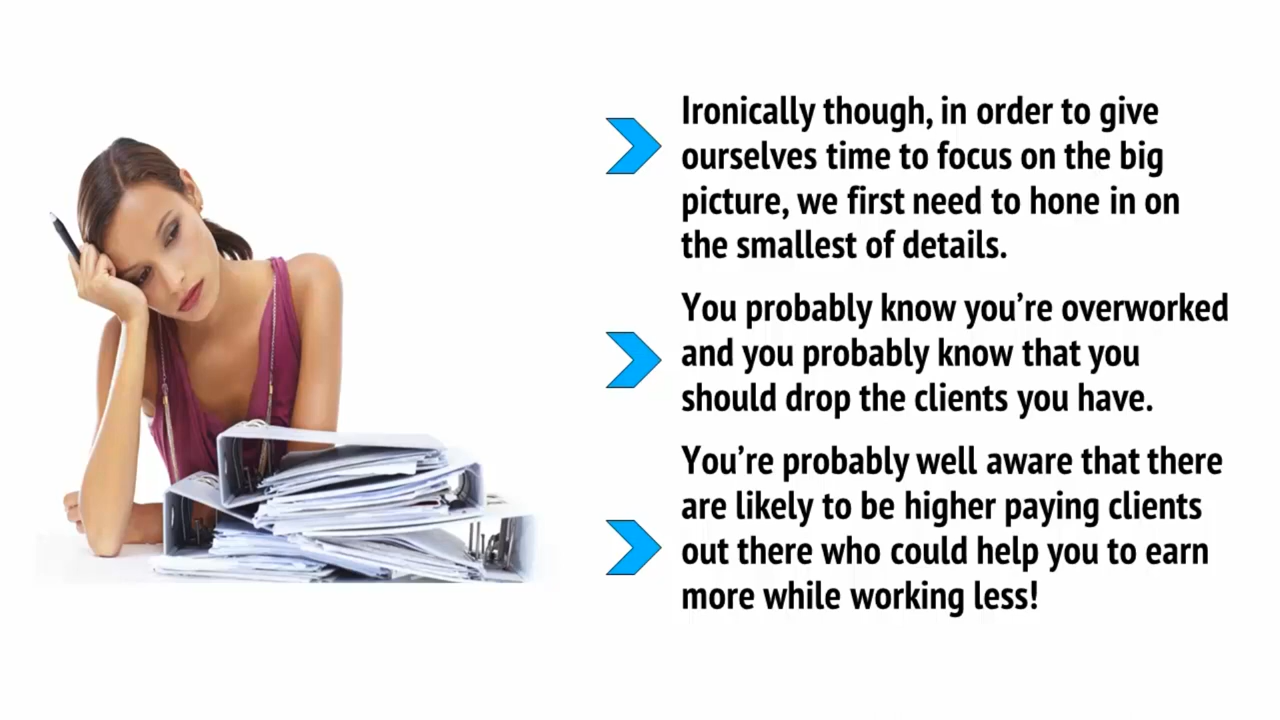 Ironically though, in order to give
ourselves time to focus on the big
picture, we first need to hone in on
the smallest of details.
You probably know you're overworked
and you probably know that you
should drop the clients you have.
You're probably well aware that there
are likely to be higher paying clients
out there who could help you to earn
more while working less!